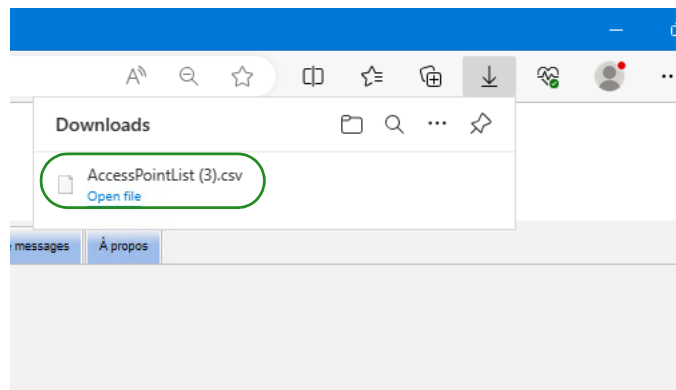 Downloads
AccessPointList (3).csv
Open file
messages
À propos